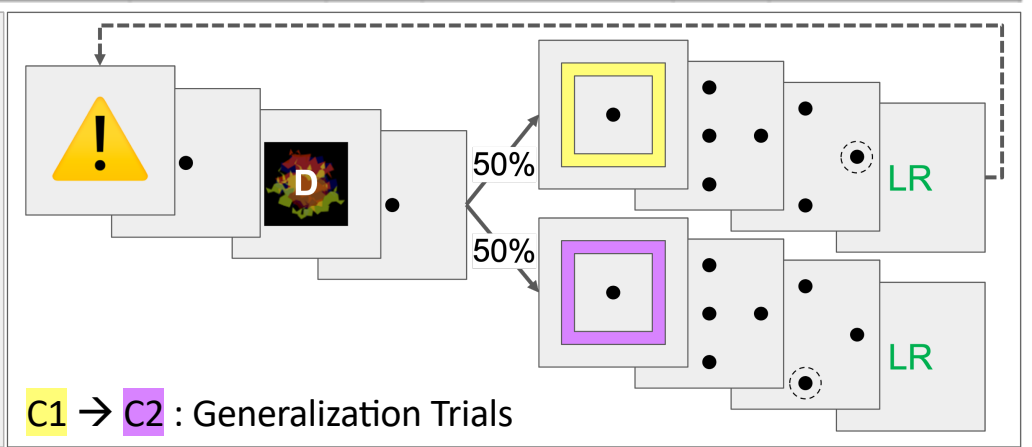 !
D
50%
LR
50%
LR
C1 → C2 : Generalization Trials